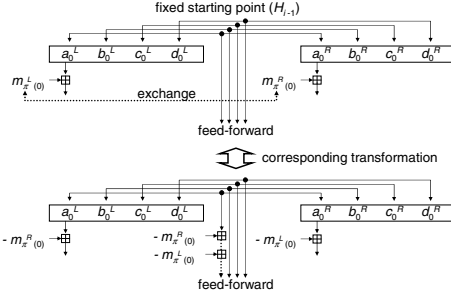 fixed starting point (H_{i-1})
a_0^L b_0^L c_0^L d_0^L a_0^R b_0^R c_0^R d_0^R
m_{π^L(0)} m_{π^R(0)}
exchange
feed-forward
corresponding transformation
a_0^L b_0^L c_0^L d_0^L a_0^R b_0^R c_0^R d_0^R
- m_{π^R(0)} - m_{π^R(0)} - m_{π^L(0)}
- m_{π^L(0)}
feed-forward